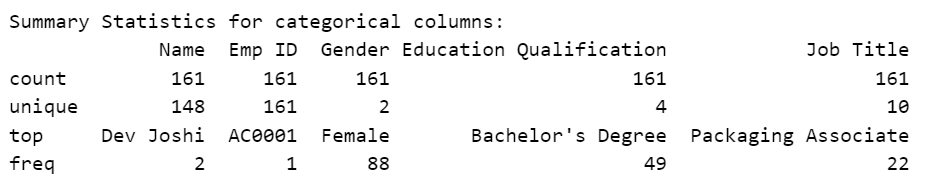 Summary Statistics for categorical columns:
Name Emp ID Gender Education Qualification Job Title
count 161 161 161 161 161
unique 148 161 2 4 10
top Dev Joshi AC0001 Female Bachelor's Degree Packaging Associate
freq 2 1 88 49 22